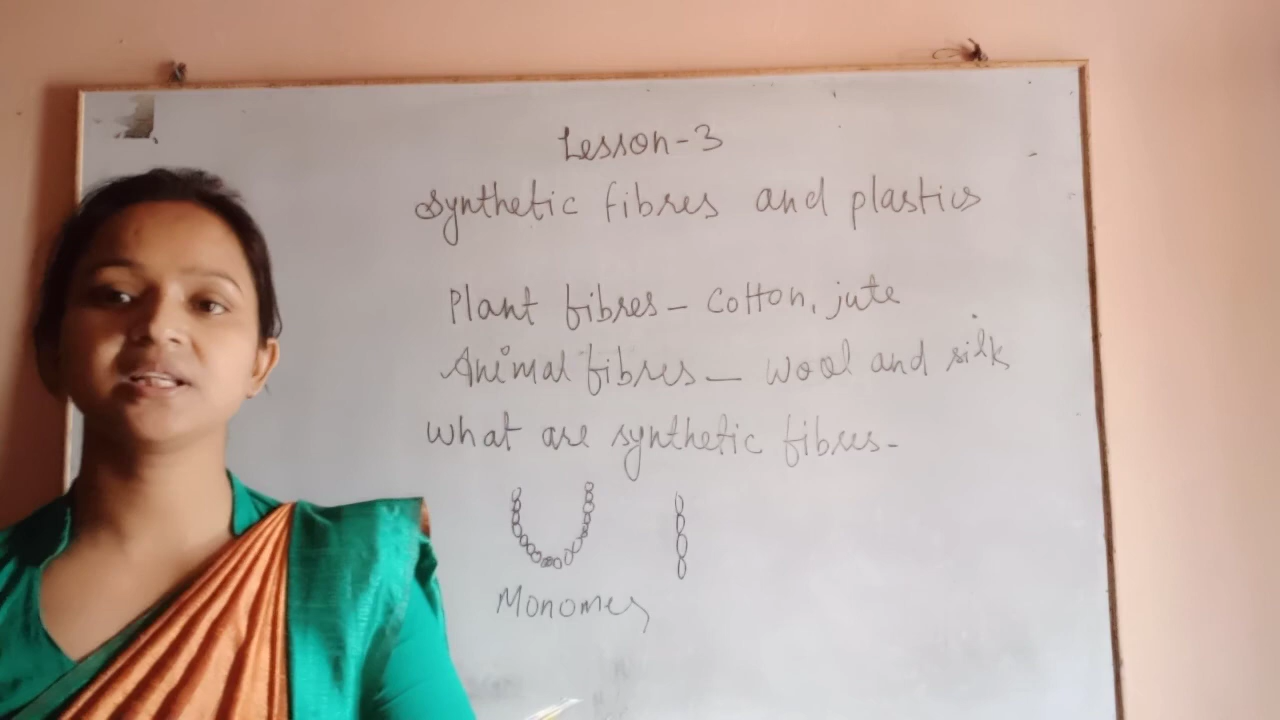 Lesson-3
Synthetic fibres and plastics
Plant fibres - Cotton, jute
Animal fibres - Wool and silk
What are synthetic fibres -
Monomer